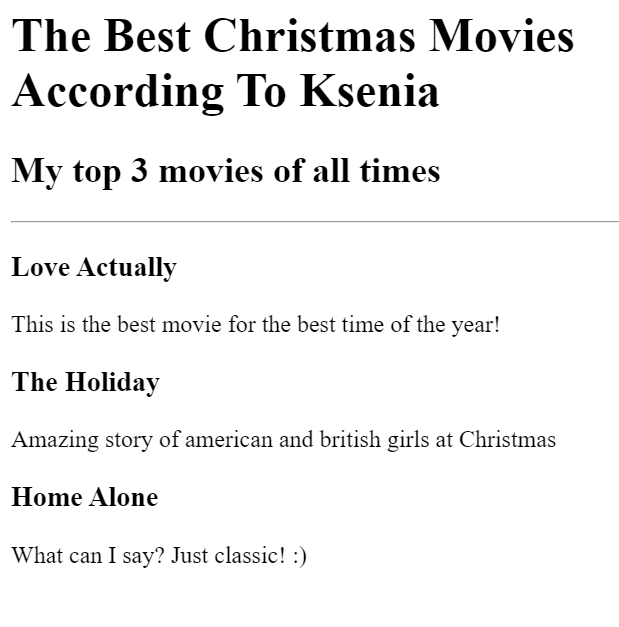 The Best Christmas Movies
According To Ksenia
My top 3 movies of all times
Love Actually
This is the best movie for the best time of the year!
The Holiday
Amazing story of american and british girls at Christmas
Home Alone
What can I say? Just classic! :)